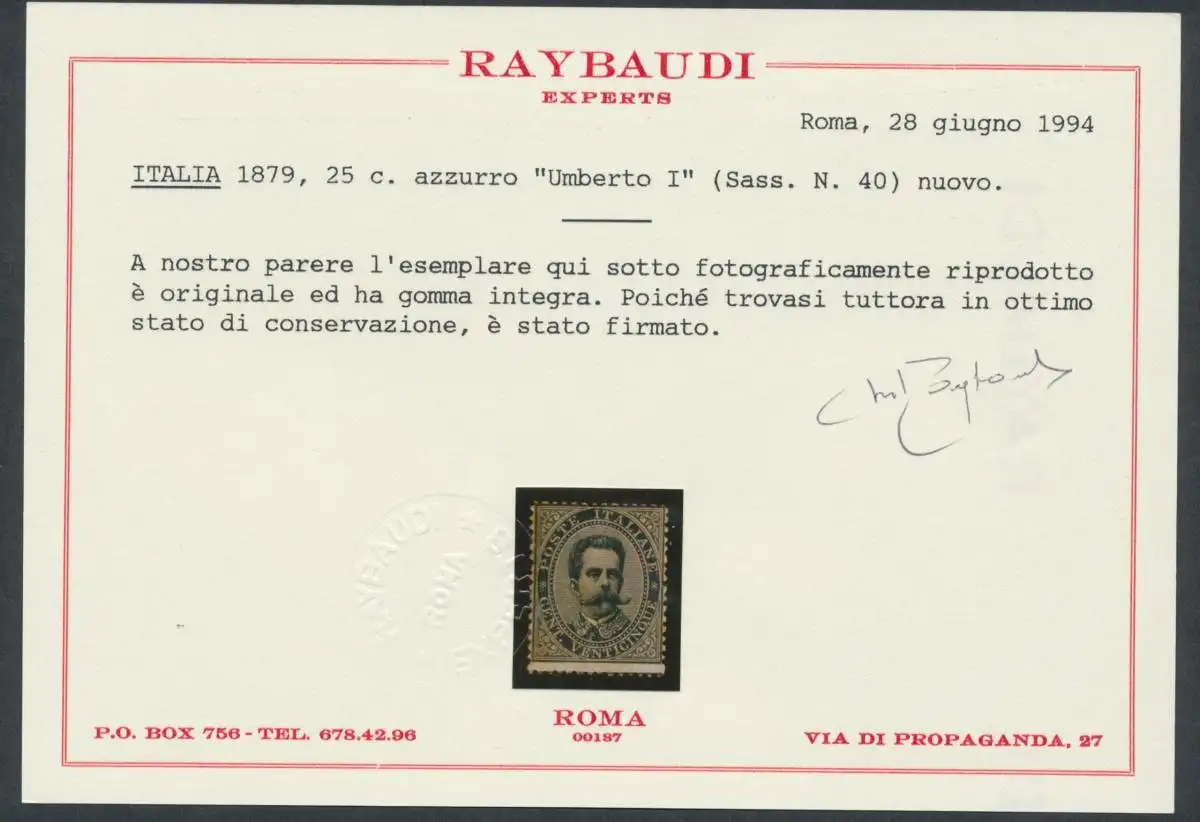 RAYBAUDI
EXPERTS
Roma, 28 giugno 1994
ITALIA 1879, 25 c. azzurro "Umberto I" (Sass. N. 40) nuovo.
A nostro parere l'esemplare qui sotto fotograficamente riprodotto
è originale ed ha gomma integra. Poiché trovasi tuttora in ottimo
stato di conservazione, è stato firmato.
RAYBAUDI * ROMA
POSTE ITALIANE
CENT. VENTICINQUE
ROMA
00187
P.O. BOX 756 - TEL. 678.42.96
VIA DI PROPAGANDA, 27